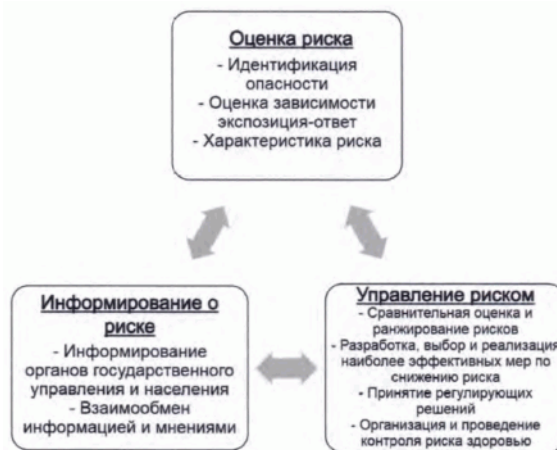 Оценка риска
- Идентификация
опасности
- Оценка зависимости
экспозиция-ответ
- Характеристика риска
Информирование о
риске
- Информирование
органов государственного
управления и населения
- Взаимообмен
информацией и мнениями
Управление риском
- Сравнительная оценка и
ранжирование рисков
- Разработка, выбор и реализация
наиболее эффективных мер по
снижению риска
- Принятие регулирующих
решений
- Организация и проведение
контроля риска здоровью